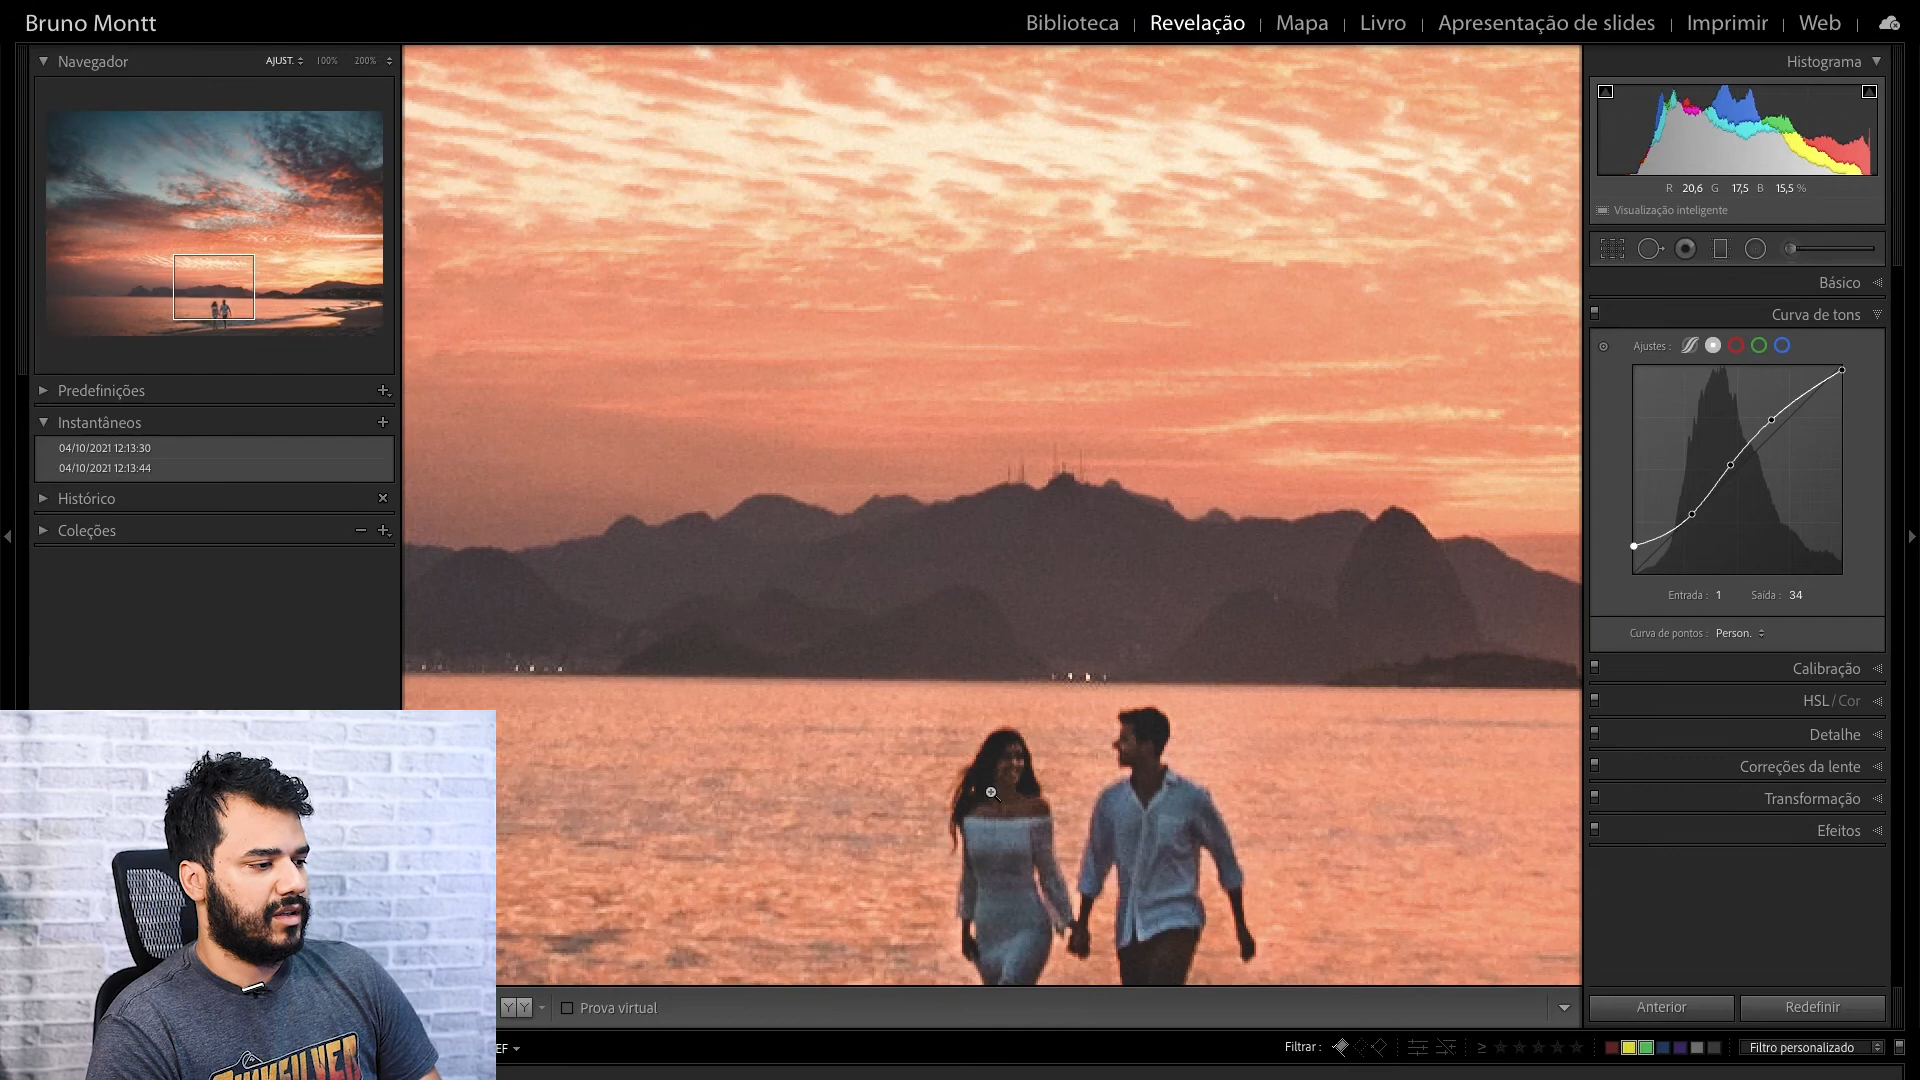 Bruno Montt
Biblioteca | Revelação | Mapa | Livro | Apresentação de slides | Imprimir | Web |
Navegador
AJUST. 100% 200%
Predefinições
Instantâneos
04/10/2021 12:13:30
04/10/2021 12:13:44
Histórico
Coleções
Histograma
R 20,6 G 17,5 B 15,5 %
Visualização inteligente
Básico
Curva de tons
Ajustes :
Entrada : 1 Saída : 34
Curva de pontos : Person.
Calibração
HSL / Cor
Detalhe
Correções da lente
Transformação
Efeitos
Anterior Redefinir
YY Prova virtual
EF
Filtrar : ≥ Filtro personalizado
QUIKSILVER